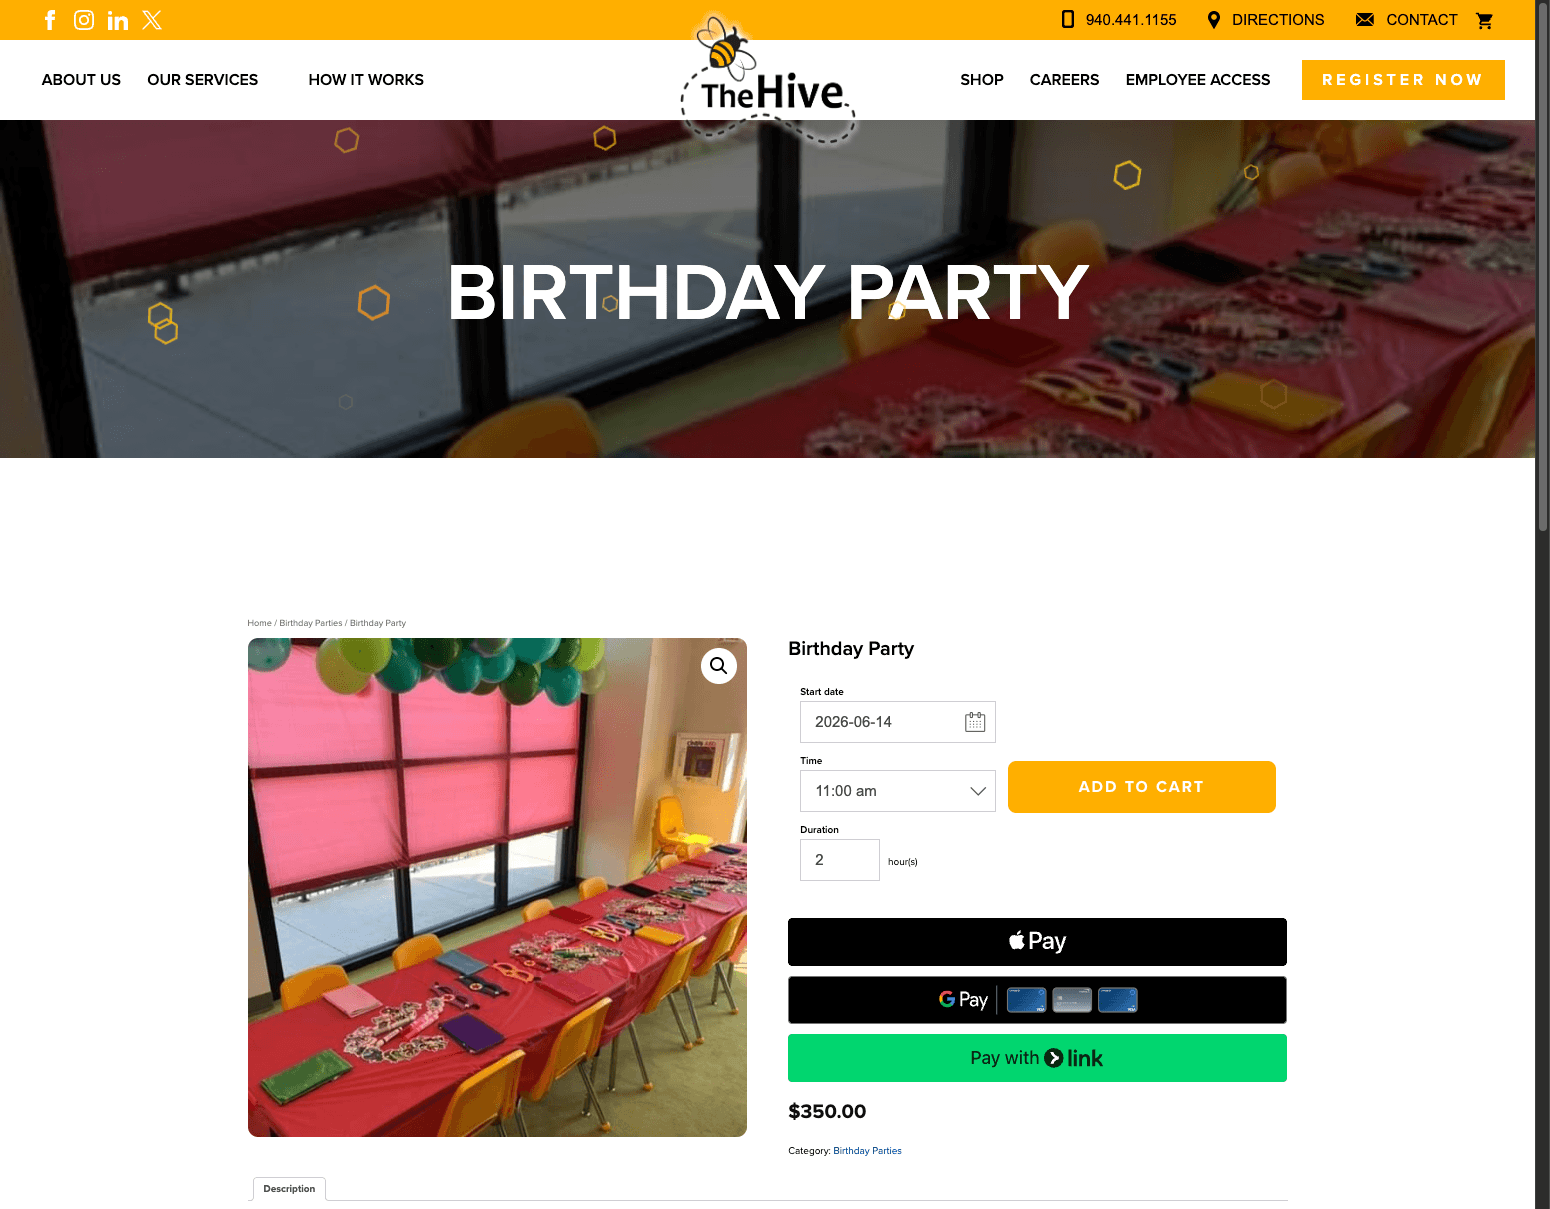 940.441.1155 DIRECTIONS CONTACT
ABOUT US OUR SERVICES HOW IT WORKS
TheHive
SHOP CAREERS EMPLOYEE ACCESS REGISTER NOW
BIRTHDAY PARTY
Home / Birthday Parties / Birthday Party
Birthday Party
Start date
2026-06-14
Time
11:00 am
ADD TO CART
Duration
2 hour(s)
Pay
G Pay
Pay with link
$350.00
Category: Birthday Parties
Description